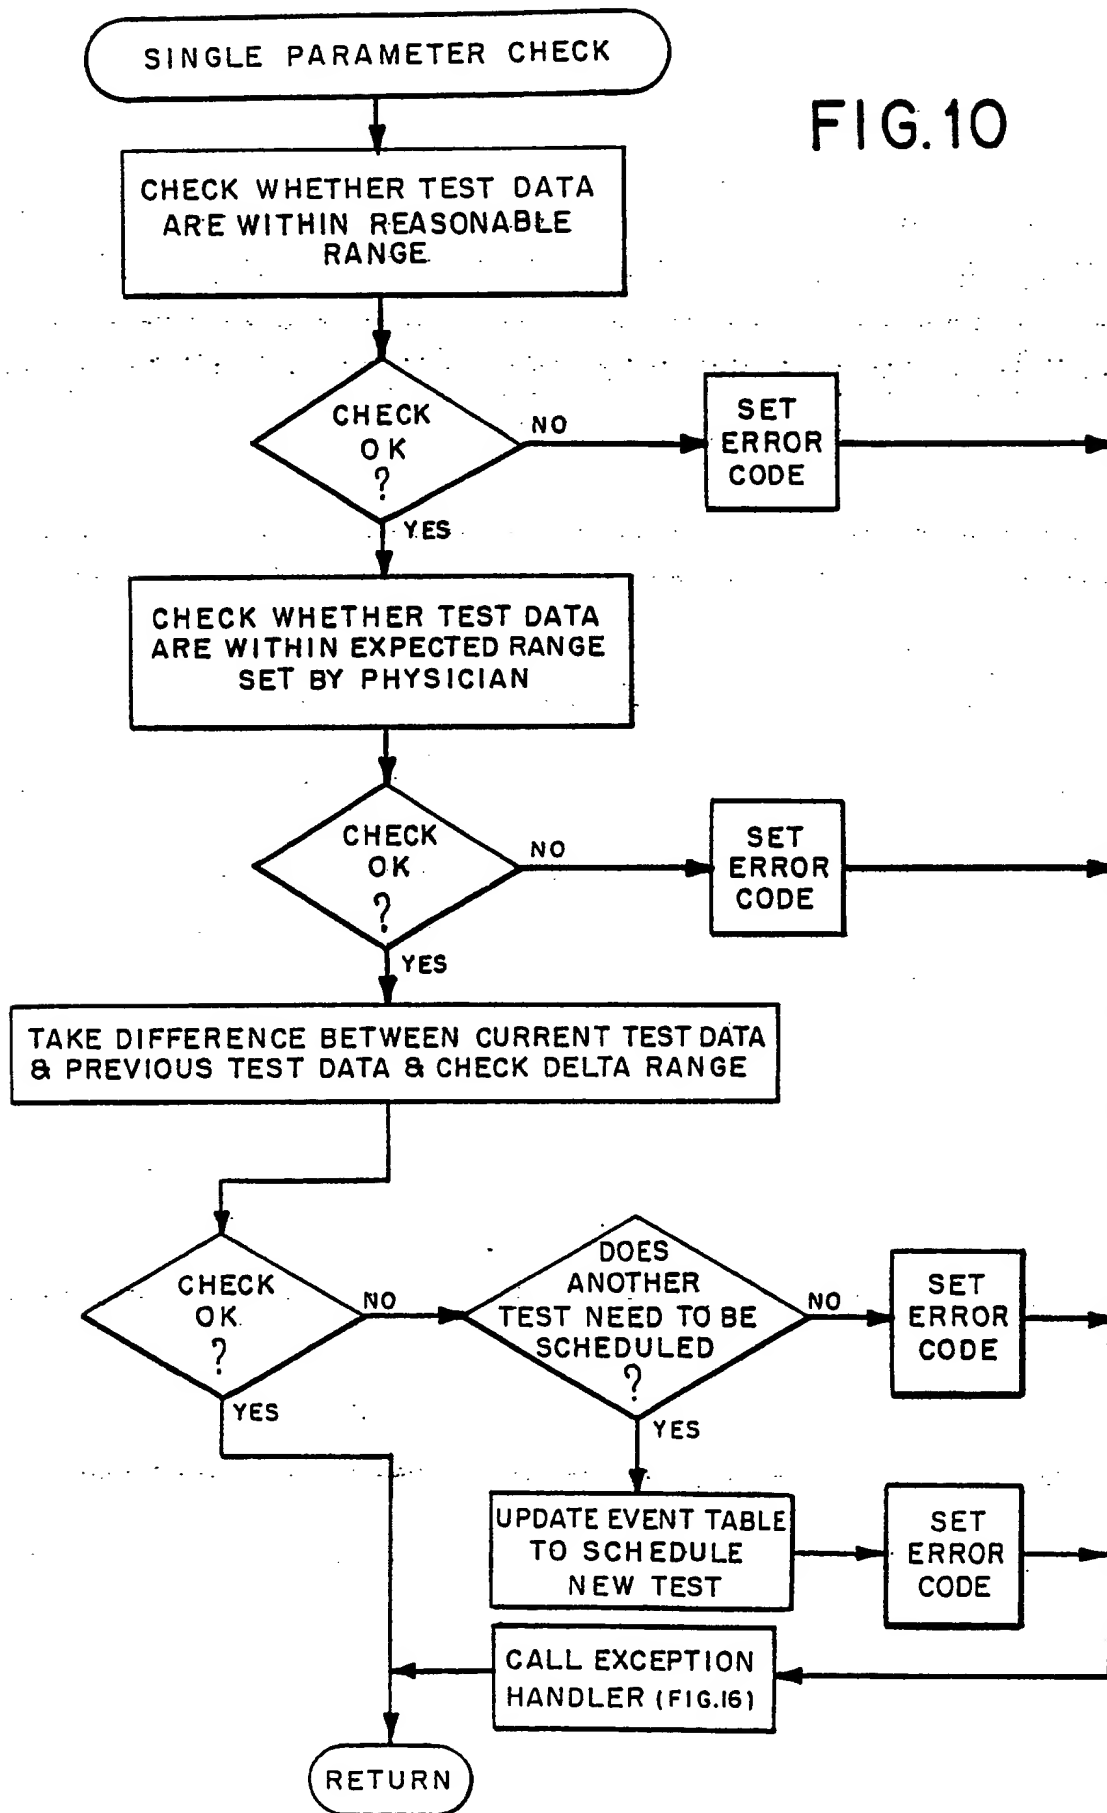 SINGLE PARAMETER CHECK
FIG.10
CHECK WHETHER TEST DATA
ARE WITHIN REASONABLE
RANGE
CHECK
OK
?
NO
SET
ERROR
CODE
YES
CHECK WHETHER TEST DATA
ARE WITHIN EXPECTED RANGE
SET BY PHYSICIAN
CHECK
OK
?
NO
SET
ERROR
CODE
YES
TAKE DIFFERENCE BETWEEN CURRENT TEST DATA
& PREVIOUS TEST DATA & CHECK DELTA RANGE
CHECK
OK
?
NO
DOES
ANOTHER
TEST NEED TO BE
SCHEDULED
?
NO
SET
ERROR
CODE
YES
YES
UPDATE EVENT TABLE
TO SCHEDULE
NEW TEST
SET
ERROR
CODE
CALL EXCEPTION
HANDLER (FIG.16)
RETURN